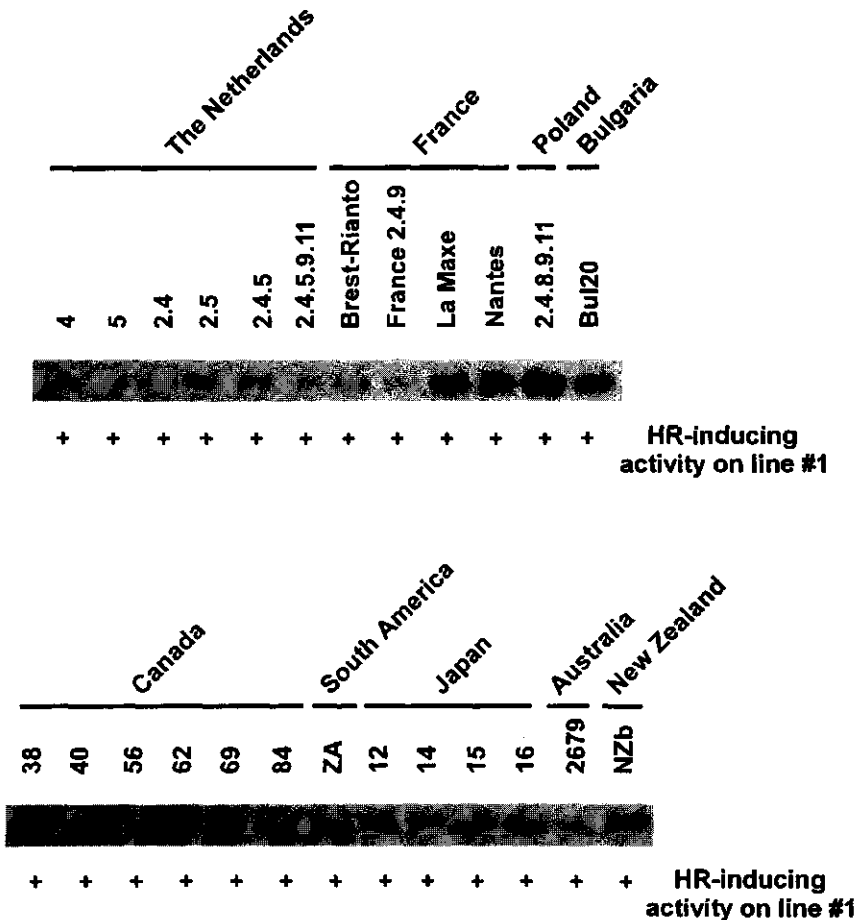 The Netherlands France Poland Bulgaria
4 5 2.4 2.5 2.4.5 2.4.5.9.11 Brest-Rianto France 2.4.9 La Maxe Nantes 2.4.8.9.11 Bul20
+ + + + + + + + + + + + HR-inducing
activity on line #1
Canada South America Japan Australia New Zealand
38 40 56 62 69 84 ZA 12 14 15 16 2679 NZb
+ + + + + + + + + + + + + HR-inducing
activity on line #1